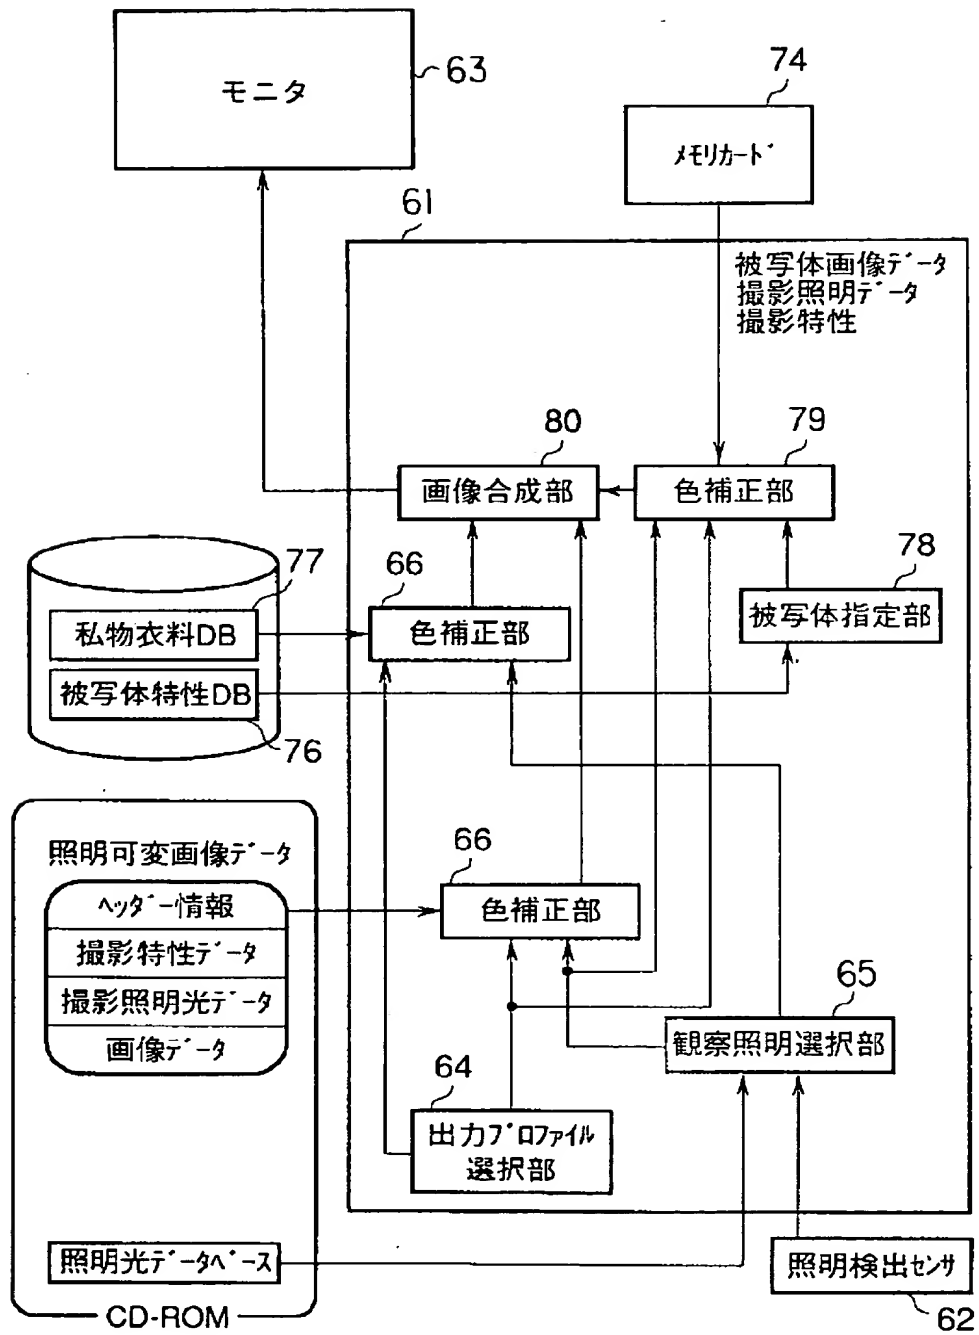 モニタ
63
74
メモリカード
61
被写体画像データ
撮影照明データ
撮影特性
80
79
画像合成部
色補正部
77
66
78
私物衣料DB
色補正部
被写体指定部
被写体特性DB
76
照明可変画像データ
66
ヘッダー情報
色補正部
撮影特性データ
撮影照明光データ
65
画像データ
観察照明選択部
64
出力プロファイル
選択部
照明光データベース
照明検出センサ
CD-ROM
62